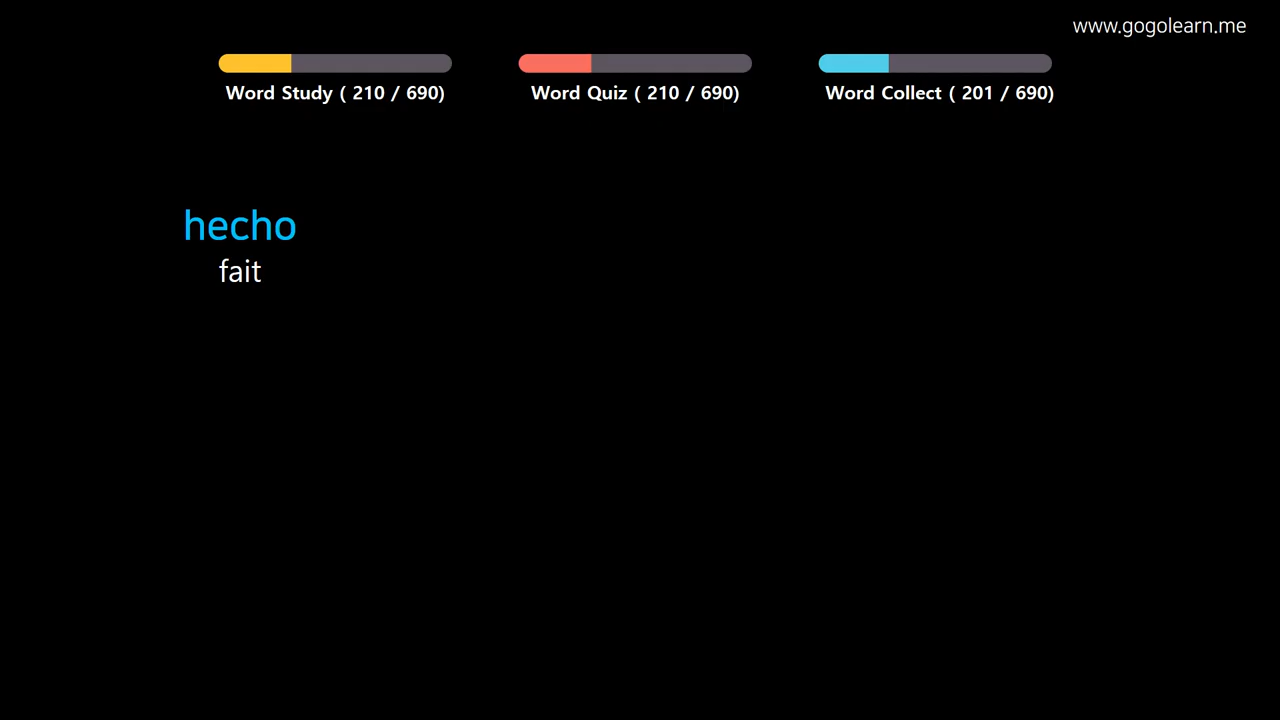 www.gogolearn.me
Word Study ( 210 / 690)
Word Quiz ( 210 / 690)
Word Collect ( 201 / 690)
hecho
fait